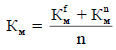 Kм = (Kмf + Kмn) / n